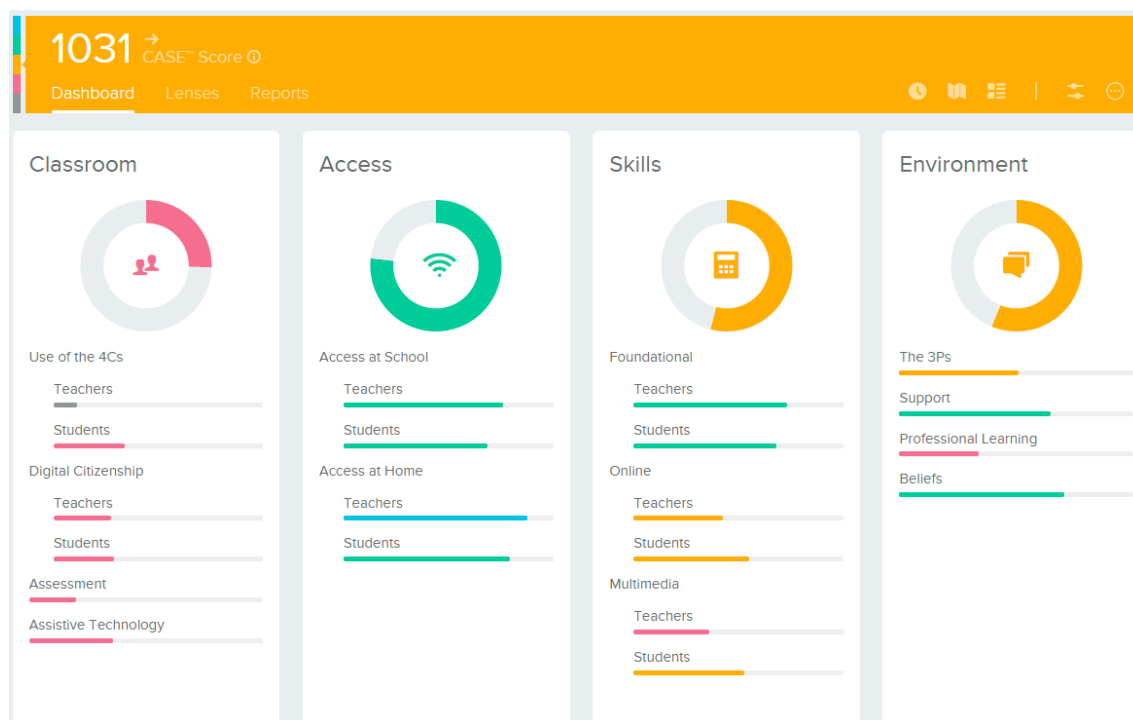 1031 CASE™ Score
Dashboard Lenses Reports
Classroom
Use of the 4Cs
Teachers
Students
Digital Citizenship
Teachers
Students
Assessment
Assistive Technology
Access
Access at School
Teachers
Students
Access at Home
Teachers
Students
Skills
Foundational
Teachers
Students
Online
Teachers
Students
Multimedia
Teachers
Students
Environment
The 3Ps
Support
Professional Learning
Beliefs